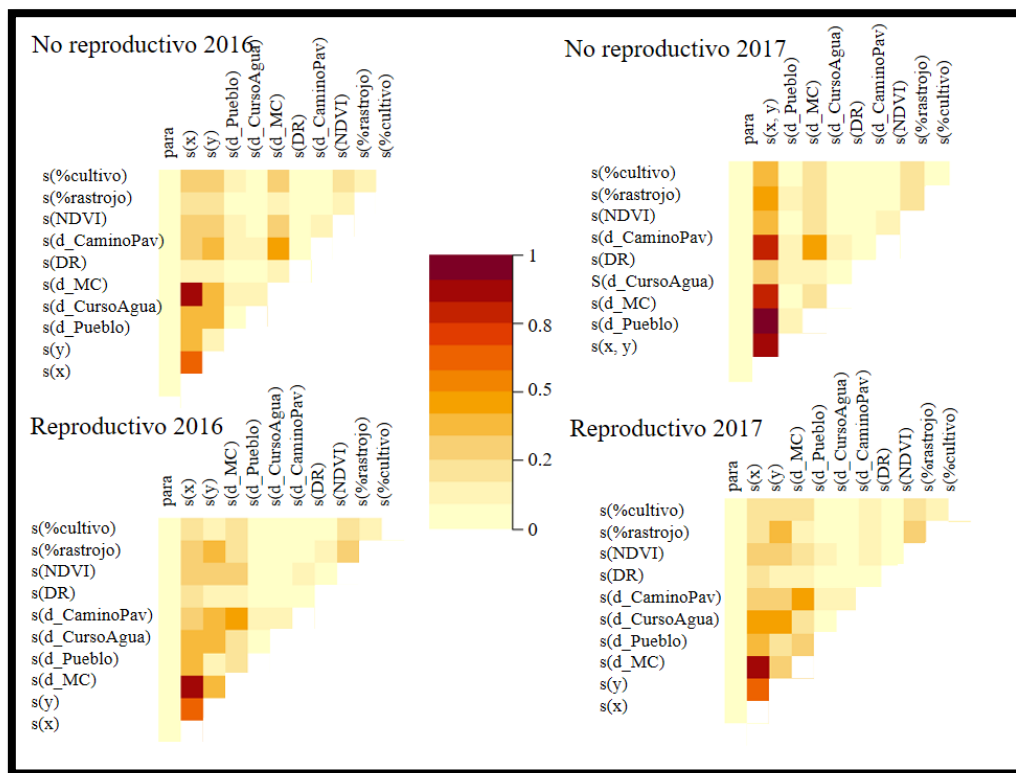 No reproductivo 2016
para
s(x)
s(y)
s(d_Pueblo)
s(d_CursoAgua)
s(d_MC)
s(DR)
s(d_CaminoPav)
s(NDVI)
s(%rastrojo)
s(%cultivo)
s(%cultivo)
s(%rastrojo)
s(NDVI)
s(d_CaminoPav)
s(DR)
s(d_MC)
s(d_CursoAgua)
s(d_Pueblo)
s(y)
s(x)
No reproductivo 2017
para
s(x, y)
s(d_Pueblo)
s(d_MC)
s(d_CursoAgua)
s(DR)
s(d_CaminoPav)
s(NDVI)
s(%rastrojo)
s(%cultivo)
s(%cultivo)
s(%rastrojo)
s(NDVI)
s(d_CaminoPav)
s(DR)
S(d_CursoAgua)
s(d_MC)
s(d_Pueblo)
s(x, y)
1
0.8
0.5
0.2
0
Reproductivo 2016
para
s(x)
s(y)
s(d_MC)
s(d_Pueblo)
s(d_CursoAgua)
s(d_CaminoPav)
s(DR)
s(NDVI)
s(%rastrojo)
s(%cultivo)
s(%cultivo)
s(%rastrojo)
s(NDVI)
s(DR)
s(d_CaminoPav)
s(d_CursoAgua)
s(d_Pueblo)
s(d_MC)
s(y)
s(x)
Reproductivo 2017
para
s(x)
s(y)
s(d_MC)
s(d_Pueblo)
s(d_CursoAgua)
s(d_CaminoPav)
s(DR)
s(NDVI)
s(%rastrojo)
s(%cultivo)
s(%cultivo)
s(%rastrojo)
s(NDVI)
s(DR)
s(d_CaminoPav)
s(d_CursoAgua)
s(d_Pueblo)
s(d_MC)
s(y)
s(x)